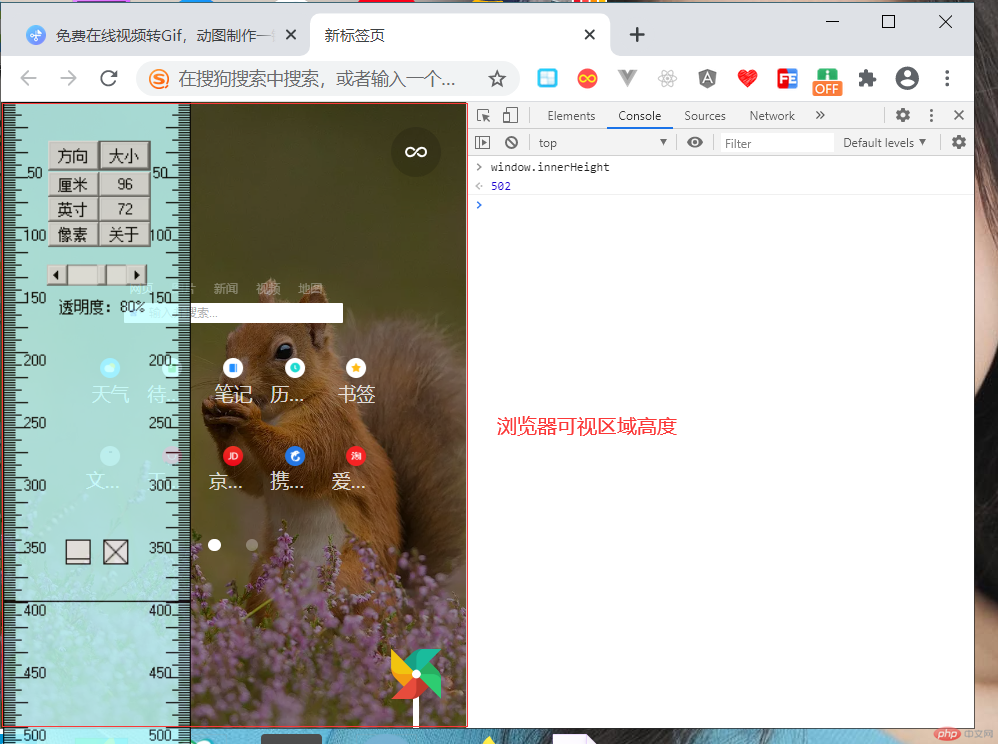 免费在线视频转Gif，动图制作一
新标签页
在搜狗搜索中搜索，或者输入一个...
OFF
Elements Console Sources Network »
top Filter Default levels
window.innerHeight
502
方向 大小
50 50
厘米 96
英寸 72
100 像素 关于 100
新闻 视频 地图
150 150
透明度：80%
搜索...
200 200
天气 待... 笔记 历... 书签
250 250
JD 淘
文... 天... 京... 携... 爱...
300 300
350 350
400 400
450 450
500 500
浏览器可视区域高度
php 中文网